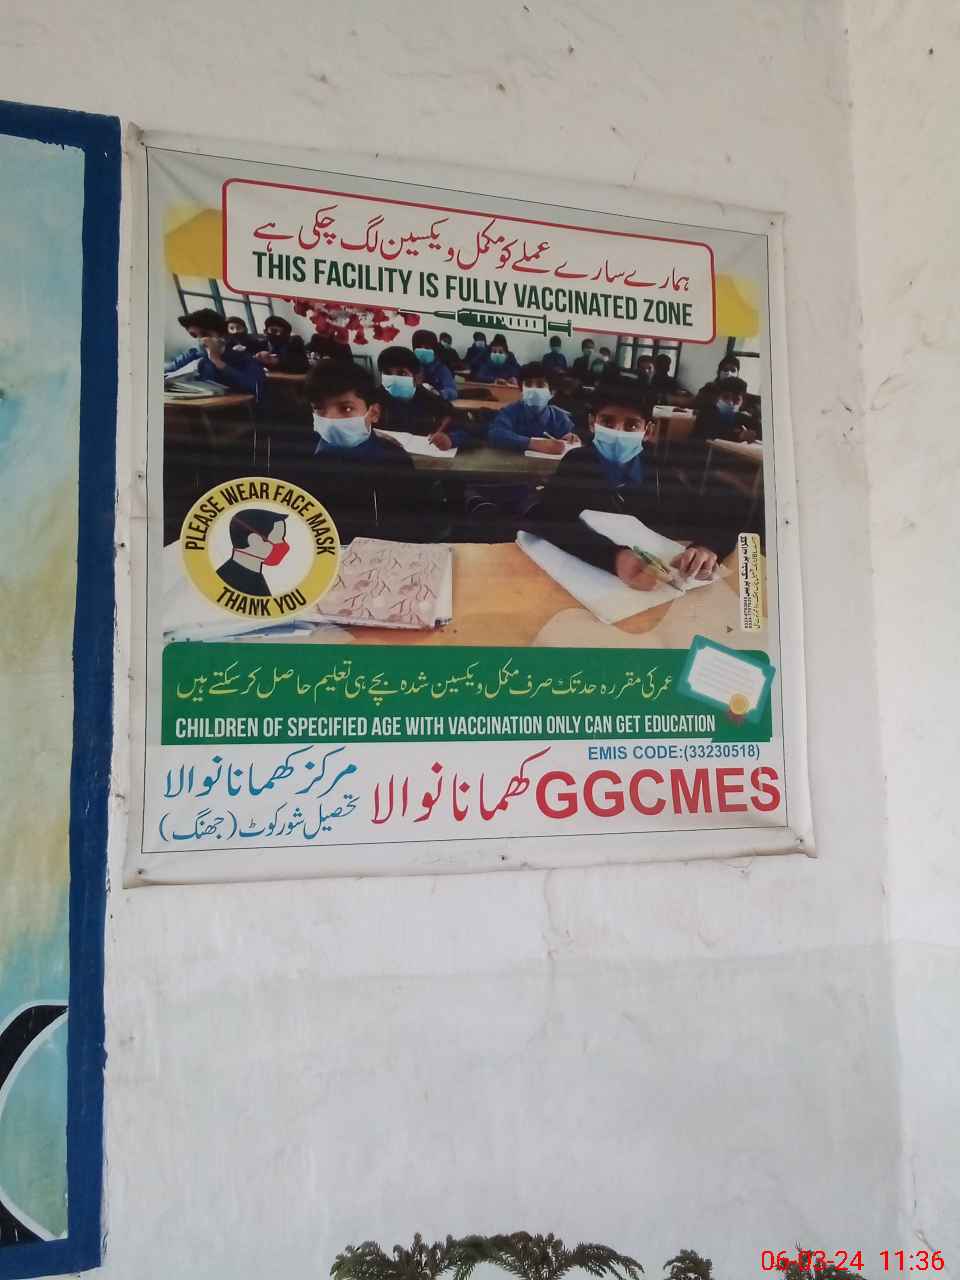 ہمارے سارے عملے کو مکمل ویکسین لگ چکی ہے
THIS FACILITY IS FULLY VACCINATED ZONE
PLEASE WEAR FACE MASK
THANK YOU
عمر کی مقررہ حد تک صرف مکمل ویکسین شدہ بچے ہی تعلیم حاصل کر سکتے ہیں
CHILDREN OF SPECIFIED AGE WITH VACCINATION ONLY CAN GET EDUCATION
EMIS CODE:(33230518)
GGCMES کھمانانوالا
مرکز کھمانانوالا
تحصیل شورکوٹ (جھنگ)
06-03-24 11:36